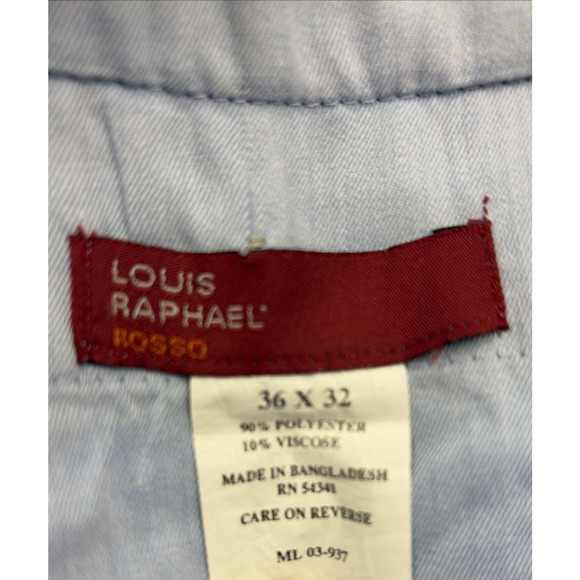 LOUIS
RAPHAEL
ROSSO
36 X 32
90% POLYESTER
10% VISCOSE
MADE IN BANGLADESH
RN 54341
CARE ON REVERSE
ML 03-937